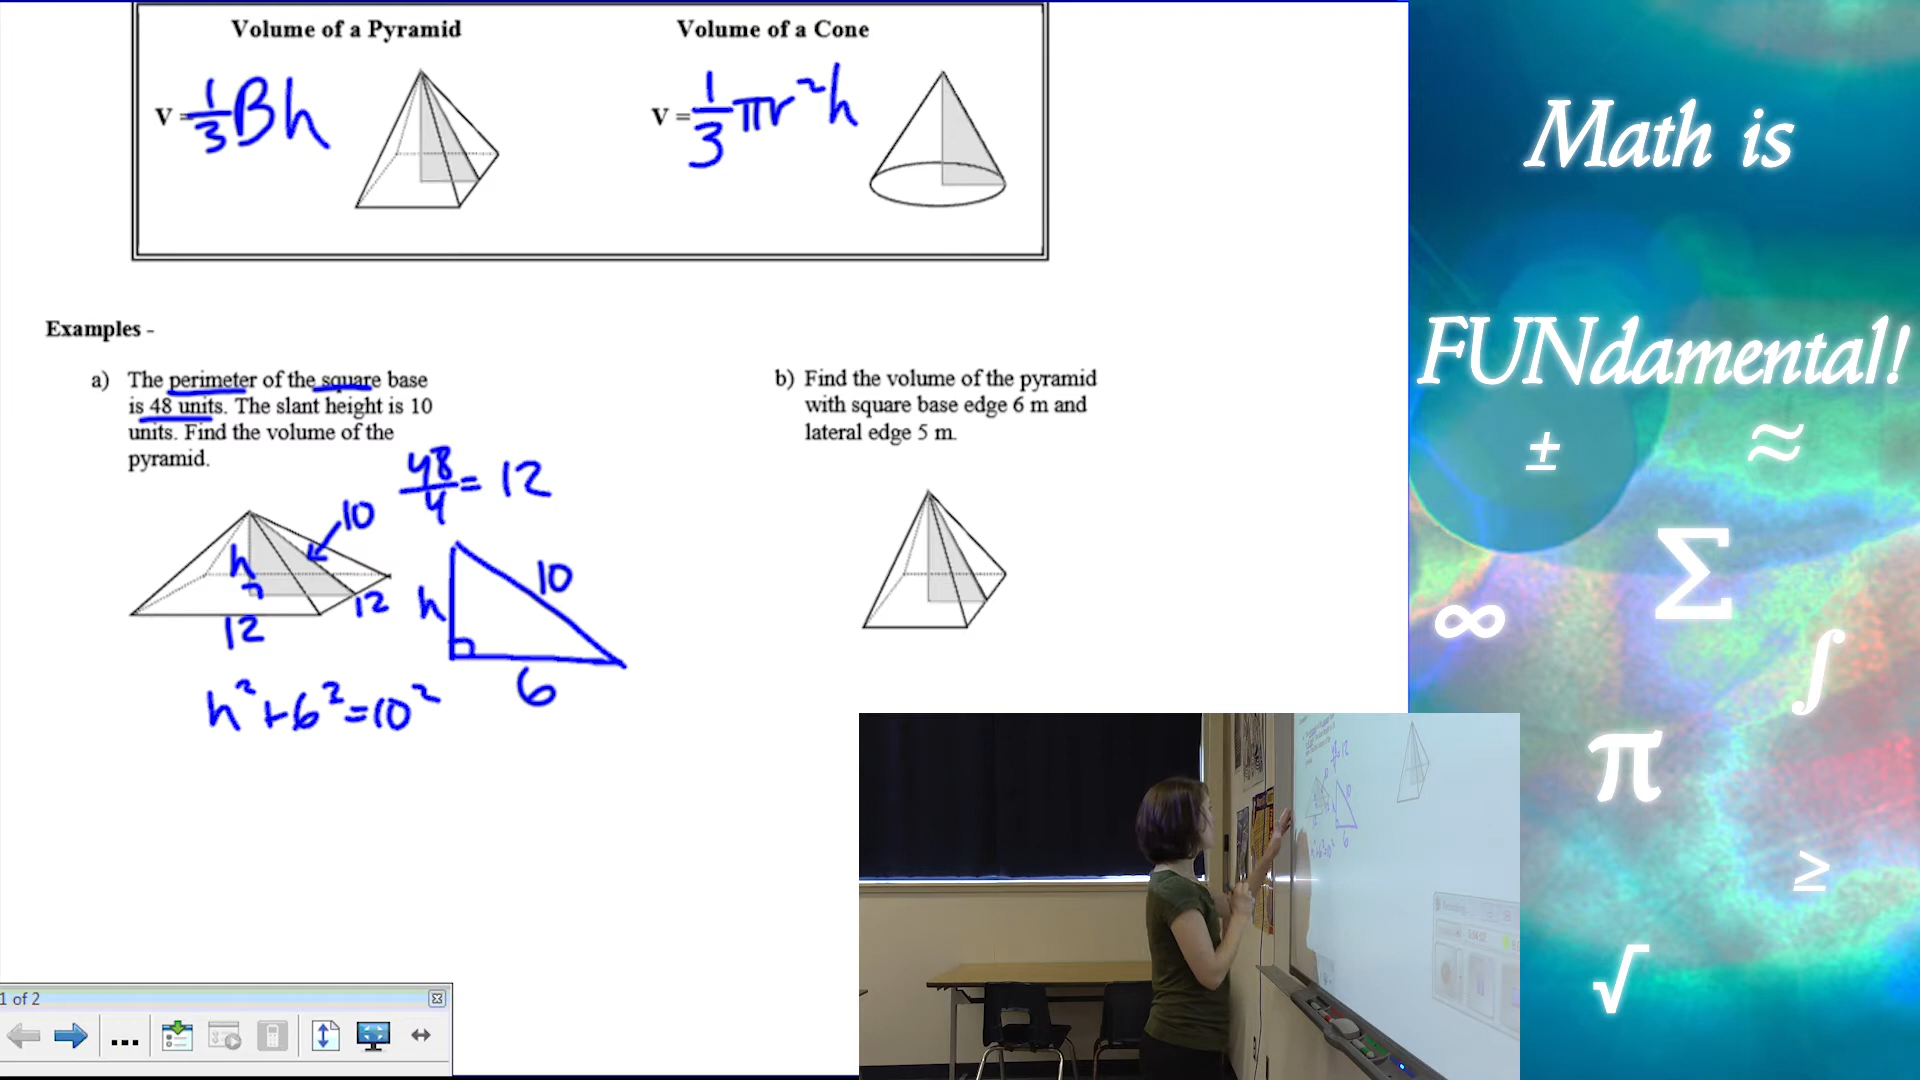 Volume of a Pyramid
V = 1/3 Bh
Volume of a Cone
V = 1/3 πr²h
Examples -
a) The perimeter of the square base
is 48 units. The slant height is 10
units. Find the volume of the
pyramid.
48/4 = 12
10
h
12
12
h
10
6
h² + 6² = 10²
b) Find the volume of the pyramid
with square base edge 6 m and
lateral edge 5 m.
1 of 2
...
Math is
FUNdamental!
± ≈
Σ
∞
∫
π
≥
√